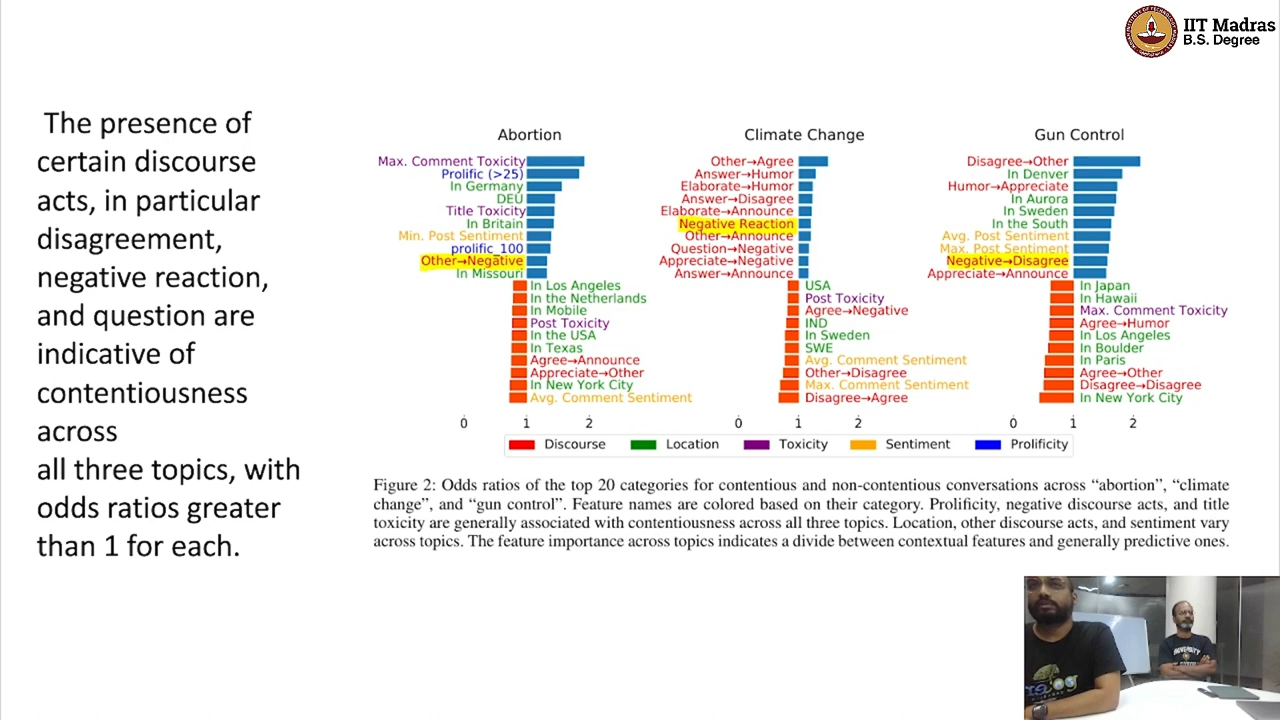 IIT Madras
B.S. Degree
The presence of
certain discourse
acts, in particular
disagreement,
negative reaction,
and question are
indicative of
contentiousness
across
all three topics, with
odds ratios greater
than 1 for each.
Abortion
Max. Comment Toxicity
Prolific (>25)
In Germany
DEU
Title Toxicity
In Britain
Min. Post Sentiment
prolific_100
Other→Negative
In Missouri
In Los Angeles
In the Netherlands
In Mobile
Post Toxicity
In the USA
In Texas
Agree→Announce
Appreciate→Other
In New York City
Avg. Comment Sentiment
0 1 2
Climate Change
Other→Agree
Answer→Humor
Elaborate→Humor
Answer→Disagree
Elaborate→Announce
Negative Reaction
Other→Announce
Question→Negative
Appreciate→Negative
Answer→Announce
USA
Post Toxicity
Agree→Negative
IND
In Sweden
SWE
Avg. Comment Sentiment
Other→Disagree
Max. Comment Sentiment
Disagree→Agree
0 1 2
Gun Control
Disagree→Other
In Denver
Humor→Appreciate
In Aurora
In Sweden
In the South
Avg. Post Sentiment
Max. Post Sentiment
Negative→Disagree
Appreciate→Announce
In Japan
In Hawaii
Max. Comment Toxicity
Agree→Humor
In Los Angeles
In Boulder
In Paris
Agree→Other
Disagree→Disagree
In New York City
0 1 2
Discourse Location Toxicity Sentiment Prolificity
Figure 2: Odds ratios of the top 20 categories for contentious and non-contentious conversations across “abortion”, “climate
change”, and “gun control”. Feature names are colored based on their category. Prolificity, negative discourse acts, and title
toxicity are generally associated with contentiousness across all three topics. Location, other discourse acts, and sentiment vary
across topics. The feature importance across topics indicates a divide between contextual features and generally predictive ones.